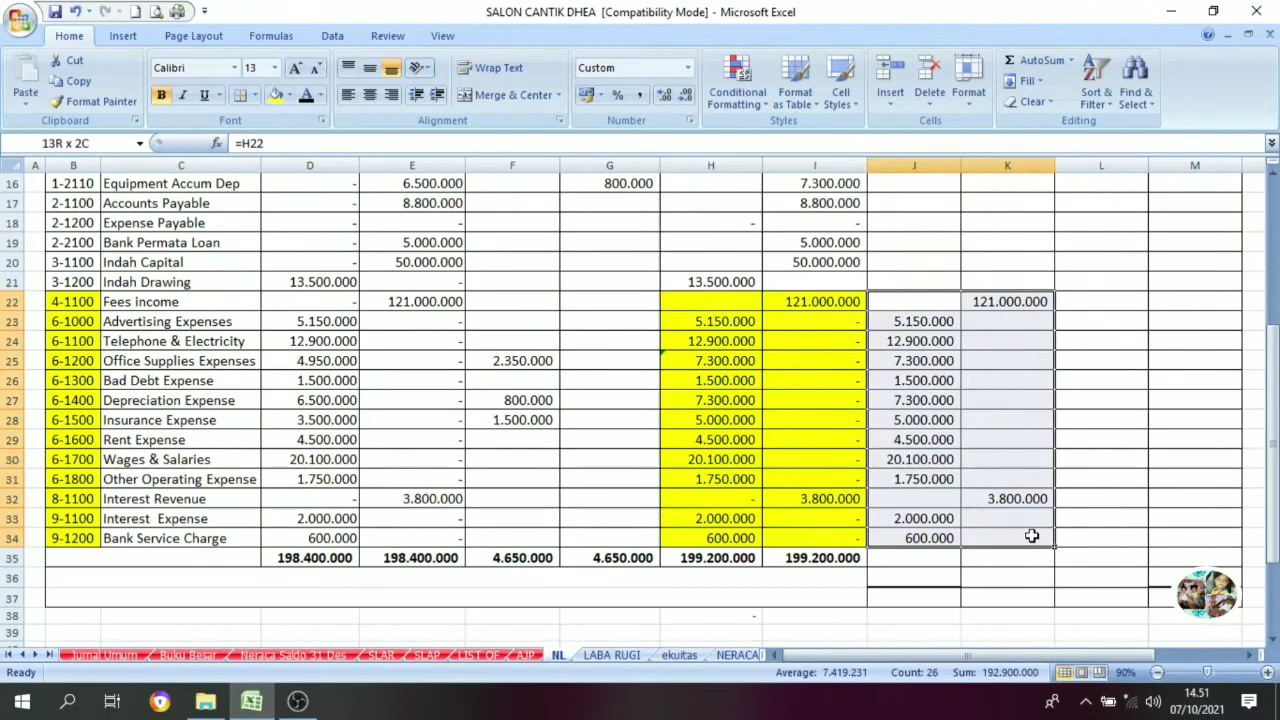 SALON CANTIK DHEA [Compatibility Mode] - Microsoft Excel
Home Insert Page Layout Formulas Data Review View
Paste Cut Copy Format Painter Clipboard
Calibri 13 B I U Font
Wrap Text Merge & Center Alignment
Custom % , Number
Conditional Formatting Format as Table Cell Styles Styles
Insert Delete Format Cells
AutoSum Fill Clear Sort & Filter Find & Select Editing
13R x 2C fx =H22
A B C D E F G H I J K L M
16 1-2110 Equipment Accum Dep - 6.500.000 800.000 7.300.000
17 2-1100 Accounts Payable - 8.800.000 8.800.000
18 2-1200 Expense Payable - - - -
19 2-2100 Bank Permata Loan - 5.000.000 5.000.000
20 3-1100 Indah Capital - 50.000.000 50.000.000
21 3-1200 Indah Drawing 13.500.000 - 13.500.000
22 4-1100 Fees income - 121.000.000 121.000.000 121.000.000
23 6-1000 Advertising Expenses 5.150.000 - 5.150.000 - 5.150.000
24 6-1100 Telephone & Electricity 12.900.000 - 12.900.000 - 12.900.000
25 6-1200 Office Supplies Expenses 4.950.000 - 2.350.000 7.300.000 - 7.300.000
26 6-1300 Bad Debt Expense 1.500.000 - 1.500.000 - 1.500.000
27 6-1400 Depreciation Expense 6.500.000 - 800.000 7.300.000 - 7.300.000
28 6-1500 Insurance Expense 3.500.000 - 1.500.000 5.000.000 - 5.000.000
29 6-1600 Rent Expense 4.500.000 - 4.500.000 - 4.500.000
30 6-1700 Wages & Salaries 20.100.000 - 20.100.000 - 20.100.000
31 6-1800 Other Operating Expense 1.750.000 - 1.750.000 - 1.750.000
32 8-1100 Interest Revenue - 3.800.000 - 3.800.000 3.800.000
33 9-1100 Interest Expense 2.000.000 - 2.000.000 - 2.000.000
34 9-1200 Bank Service Charge 600.000 - 600.000 - 600.000
35 198.400.000 198.400.000 4.650.000 4.650.000 199.200.000 199.200.000
36
37
38 -
39
Jurnal Umum Buku Besar Neraca Saldo 31 Des SLAR SLAP LIST OF AJP NL LABA RUGI ekuitas NERACA
Ready Average: 7.419.231 Count: 26 Sum: 192.900.000 90%
14.51
07/10/2021